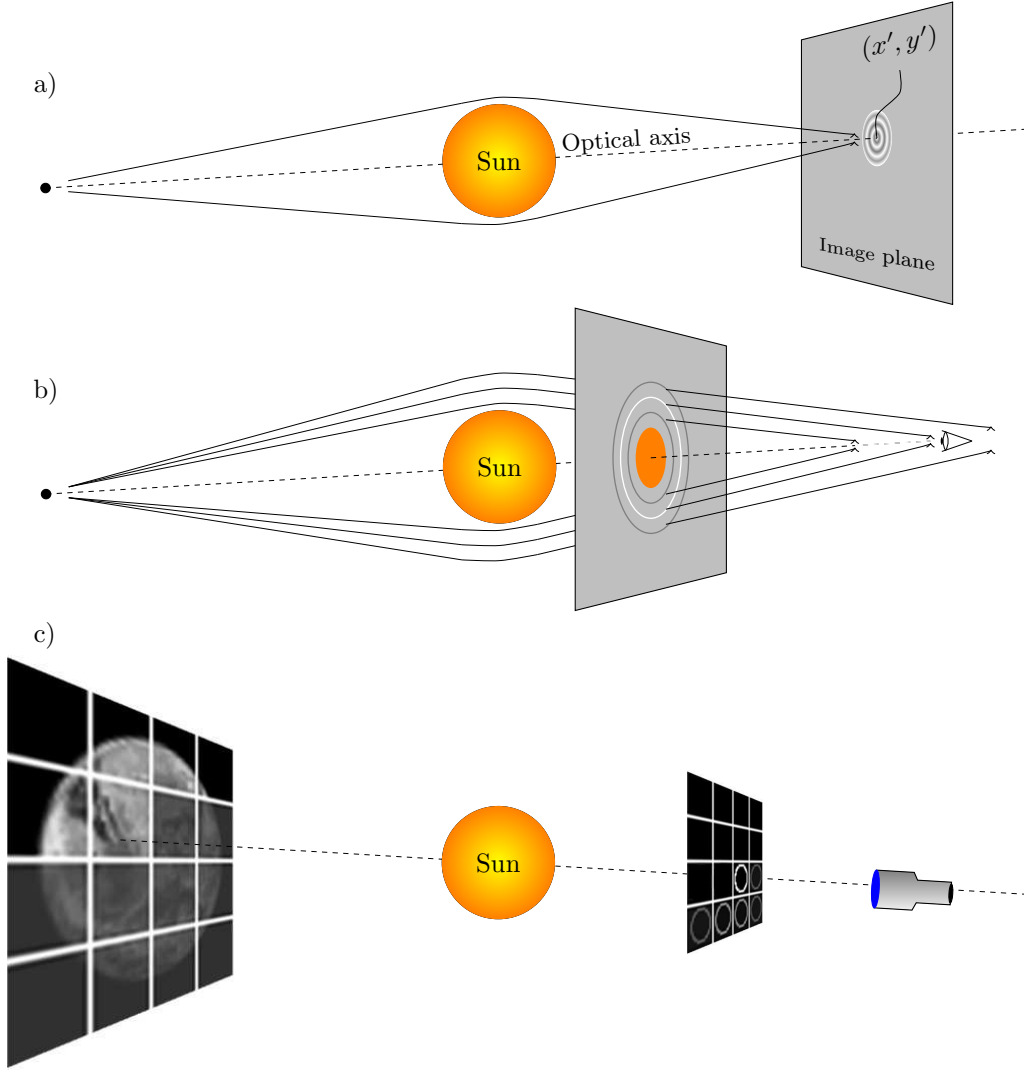 a)
(x′, y′)
Optical axis
Sun
Image plane
b)
Sun
c)
Sun